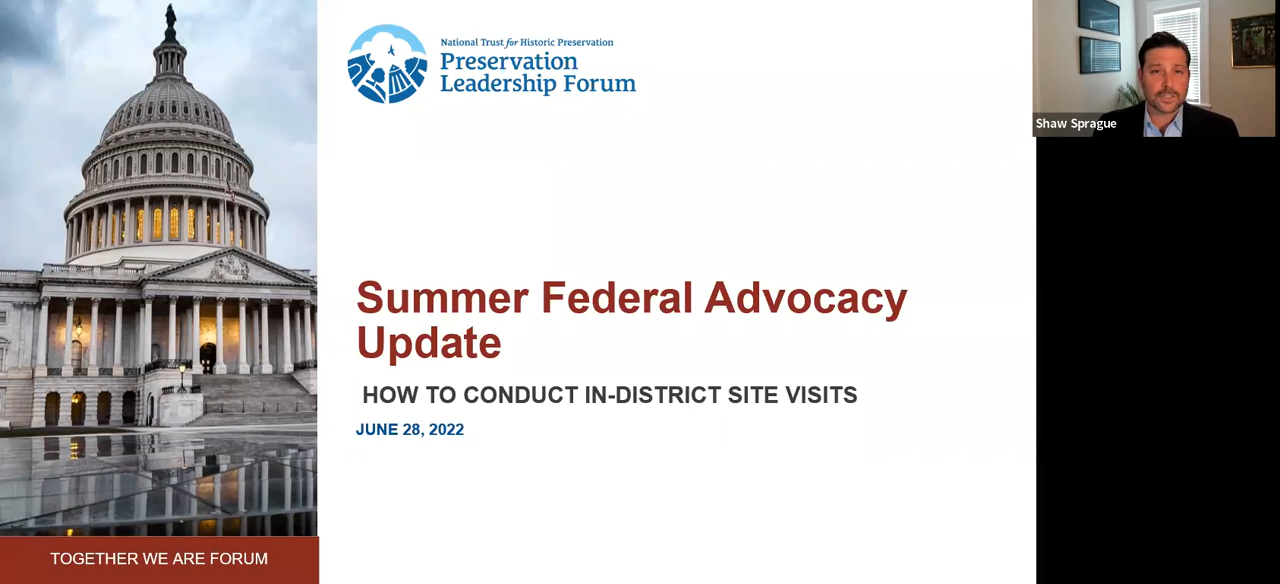 National Trust for Historic Preservation
Preservation
Leadership Forum
Summer Federal Advocacy
Update
HOW TO CONDUCT IN-DISTRICT SITE VISITS
JUNE 28, 2022
TOGETHER WE ARE FORUM
Shaw Sprague